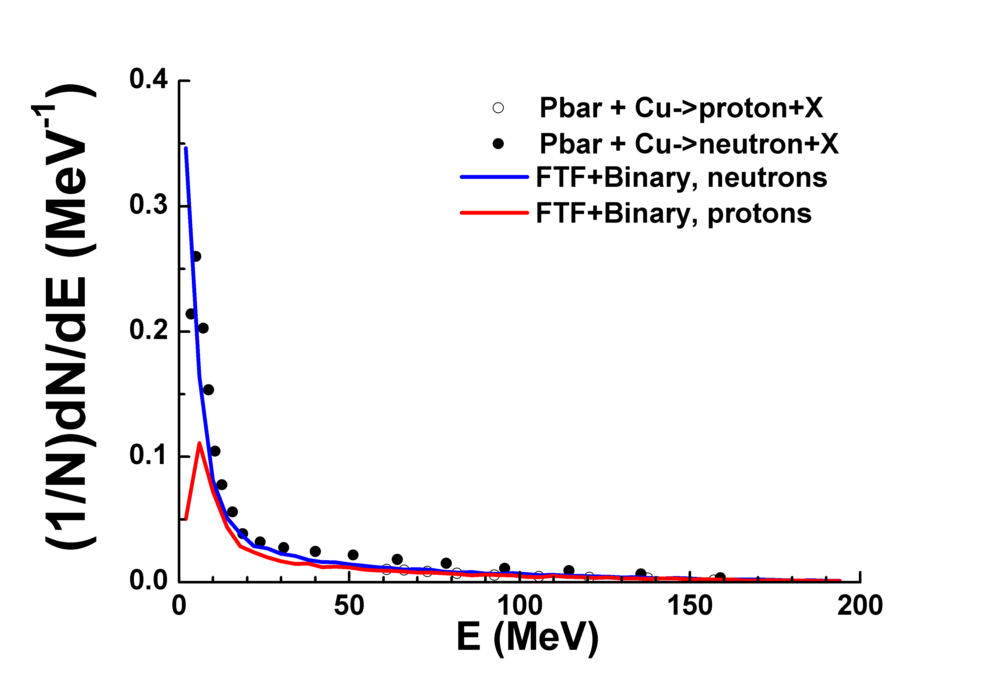 (1/N)dN/dE (MeV-1)
0.4
0.3
0.2
0.1
0.0
Pbar + Cu->proton+X
Pbar + Cu->neutron+X
FTF+Binary, neutrons
FTF+Binary, protons
0 50 100 150 200
E (MeV)